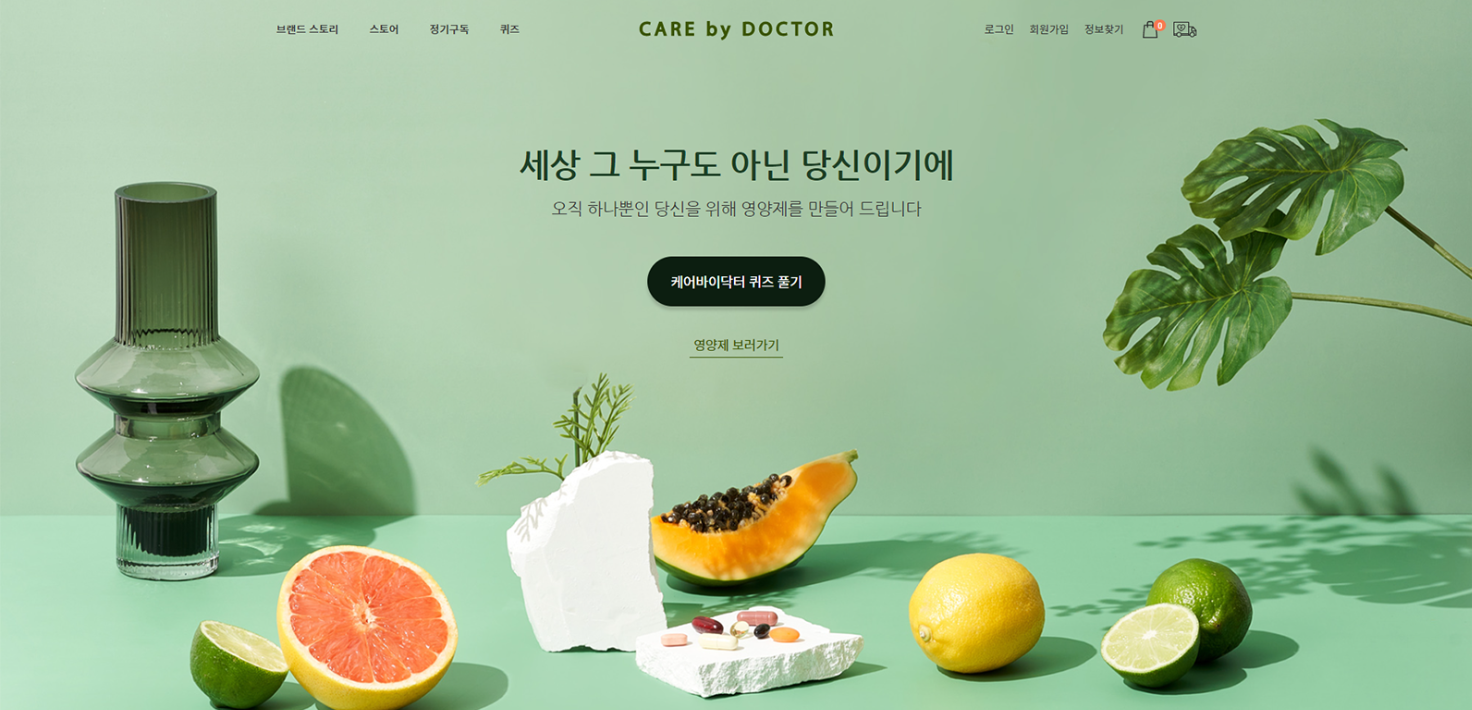 브랜드 스토리
스토어
정기구독
퀴즈
CARE by DOCTOR
로그인
회원가입
정보찾기
0
세상 그 누구도 아닌 당신이기에
오직 하나뿐인 당신을 위해 영양제를 만들어 드립니다
케어바이닥터 퀴즈 풀기
영양제 보러가기